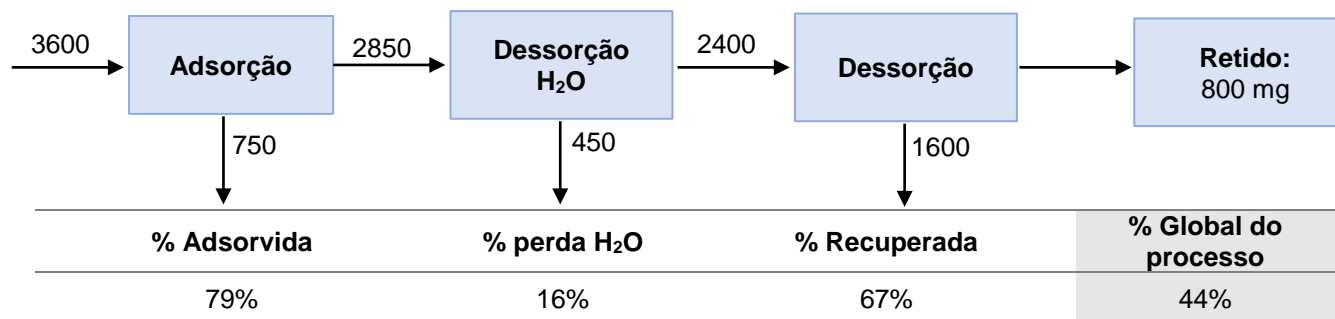 3600
Adsorção
2850
Dessorção
H₂O
2400
Dessorção
Retido:
800 mg
750
450
1600
% Adsorvida
% perda H₂O
% Recuperada
% Global do
processo
79%
16%
67%
44%